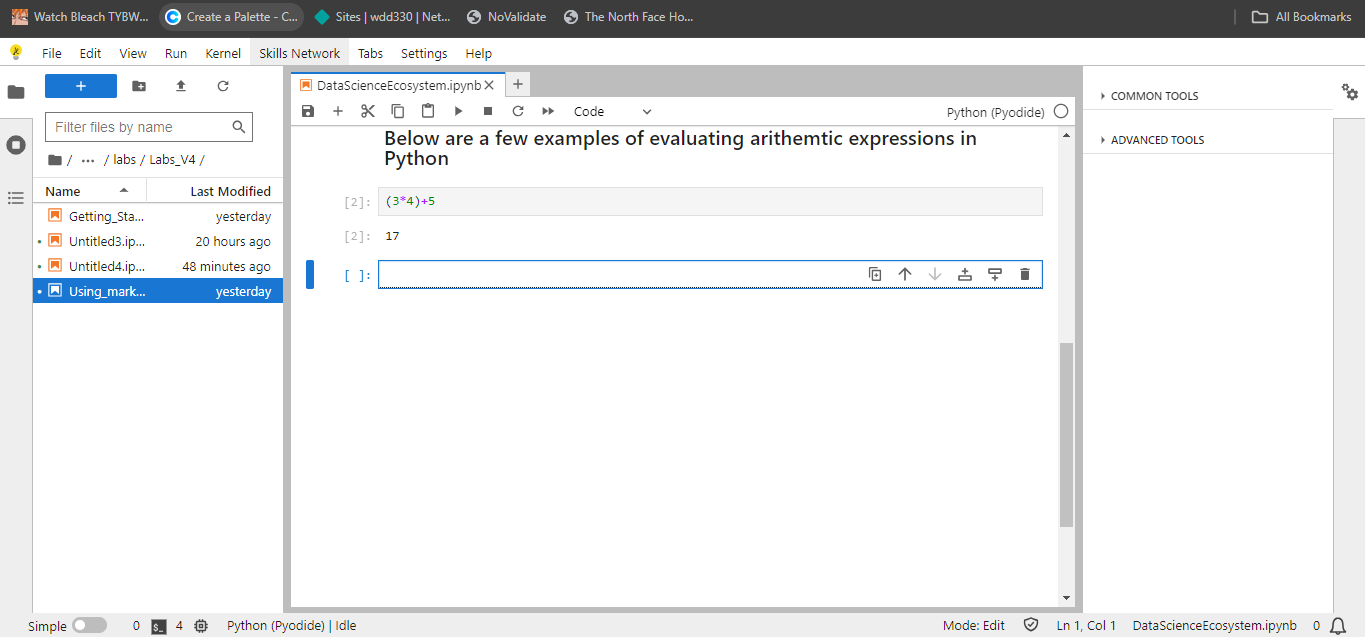 Watch Bleach TYBW... Create a Palette - C... Sites | wdd330 | Net... NoValidate The North Face Ho... All Bookmarks
File Edit View Run Kernel Skills Network Tabs Settings Help
DataScienceEcosystem.ipynb
Code Python (Pyodide)
Filter files by name
/ ... / labs / Labs_V4 /
Name Last Modified
Getting_Sta... yesterday
Untitled3.ip... 20 hours ago
Untitled4.ip... 48 minutes ago
Using_mark... yesterday
Below are a few examples of evaluating arithemtic expressions in
Python
[2]: (3*4)+5
[2]: 17
[ ]:
COMMON TOOLS
ADVANCED TOOLS
Simple 0 $_ 4 Python (Pyodide) | Idle Mode: Edit Ln 1, Col 1 DataScienceEcosystem.ipynb 0